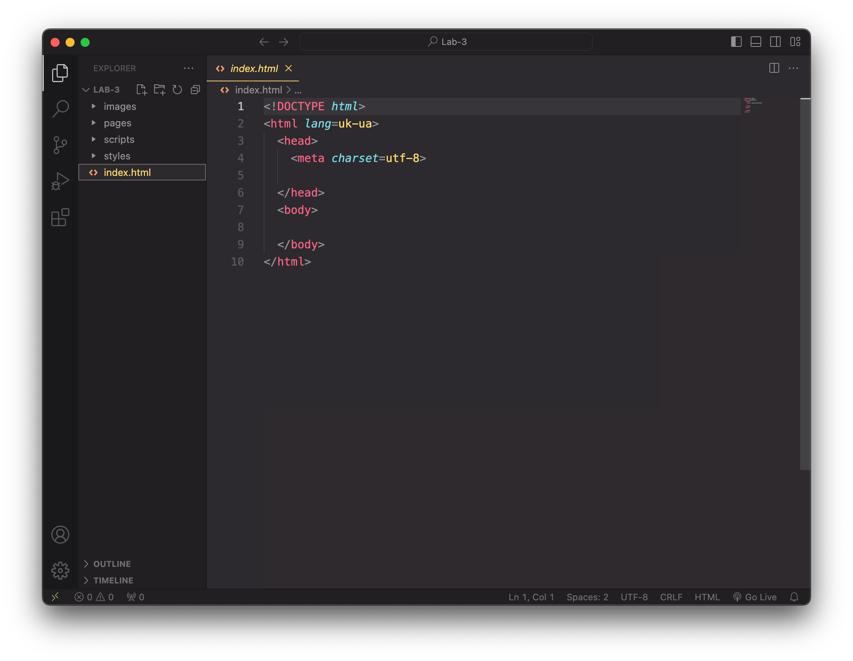 Lab-3
EXPLORER
LAB-3
images
pages
scripts
styles
index.html
OUTLINE
TIMELINE
index.html
index.html > ...
1 <!DOCTYPE html>
2 <html lang=uk-ua>
3 <head>
4 <meta charset=utf-8>
5
6 </head>
7 <body>
8
9 </body>
10 </html>
0 0 0 Ln 1, Col 1 Spaces: 2 UTF-8 CRLF HTML Go Live